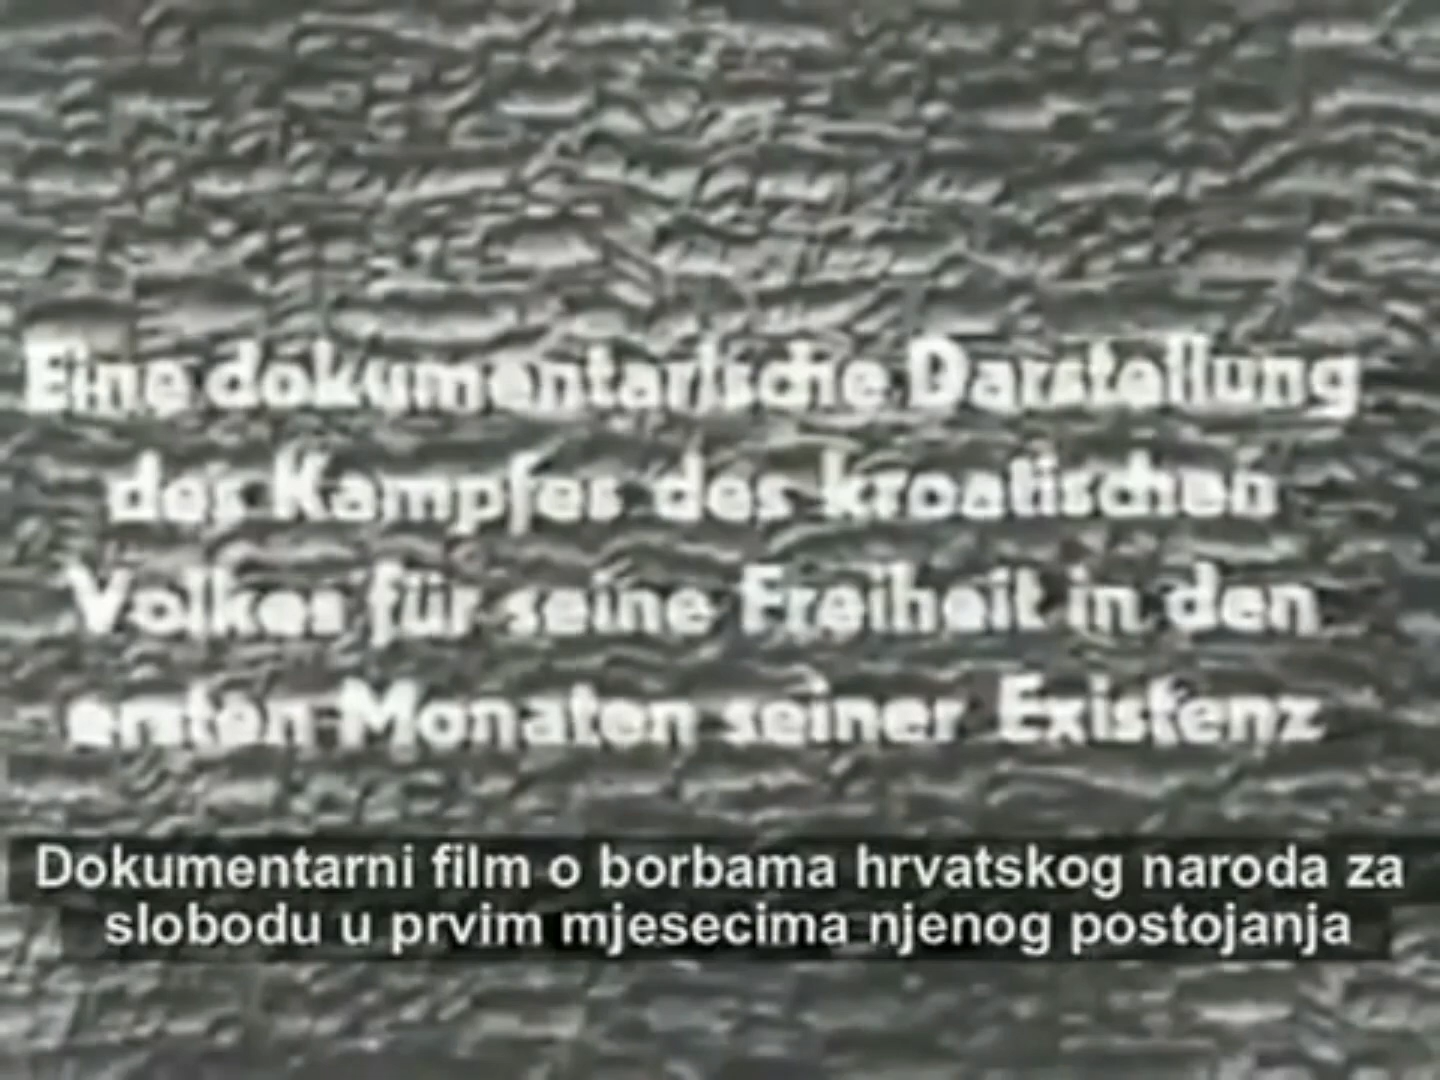 Eine dokumentarische Darstellung
des Kampfes des kroatischen
Volkes für seine Freiheit in den
ersten Monaten seiner Existenz
Dokumentarni film o borbama hrvatskog naroda za
slobodu u prvim mjesecima njenog postojanja